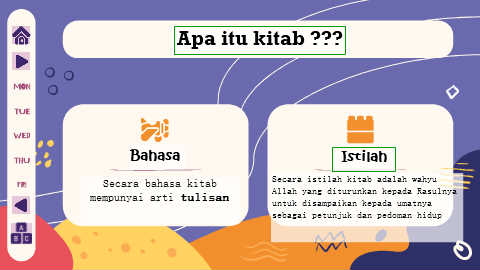 Apa itu kitab ???
MON
TUE
WED
THU
FRI
A
B C
Bahasa
Secara bahasa kitab
mempunyai arti tulisan
Istilah
Secara istilah kitab adalah wahyu
Allah yang diturunkan kepada Rasulnya
untuk disampaikan kepada umatnya
sebagai petunjuk dan pedoman hidup